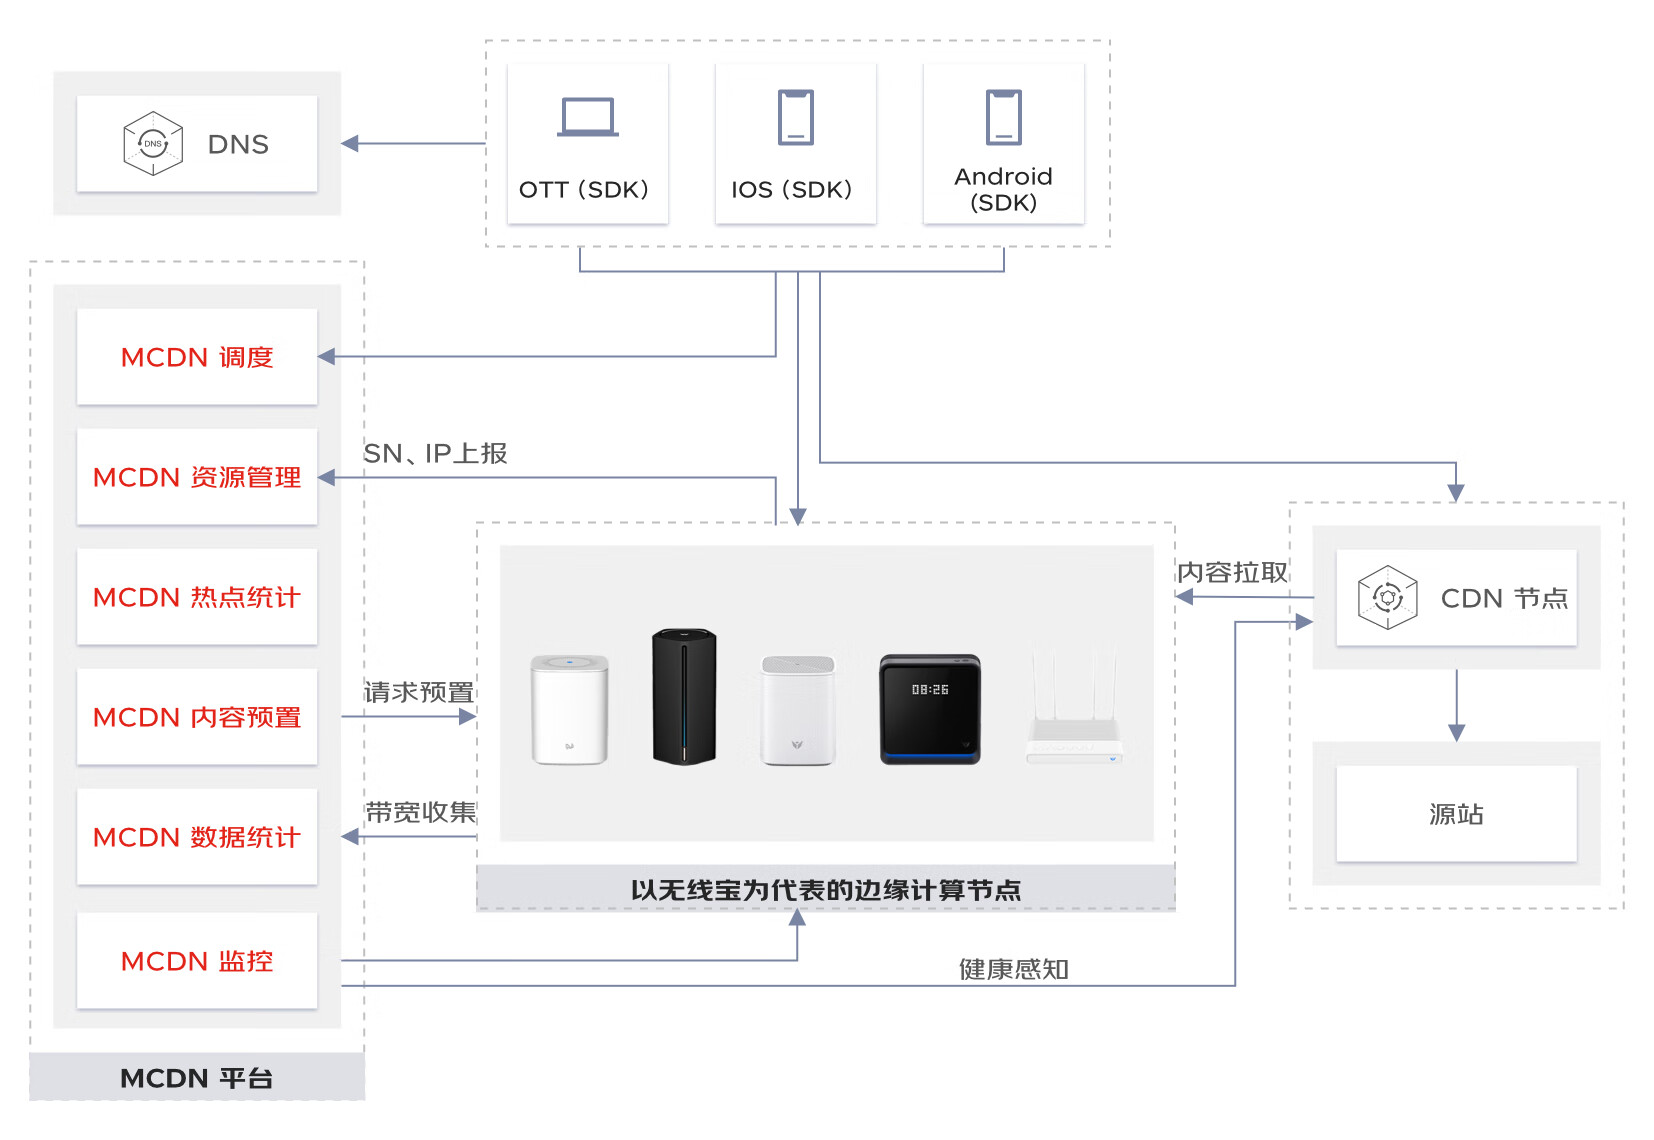 DNS
DNS
OTT（SDK）
IOS（SDK）
Android
(SDK)
MCDN 调度
SN、IP上报
MCDN 资源管理
MCDN 热点统计
请求预置
MCDN 内容预置
带宽收集
MCDN 数据统计
MCDN 监控
MCDN 平台
08:26
以无线宝为代表的边缘计算节点
健康感知
内容拉取
CDN 节点
源站